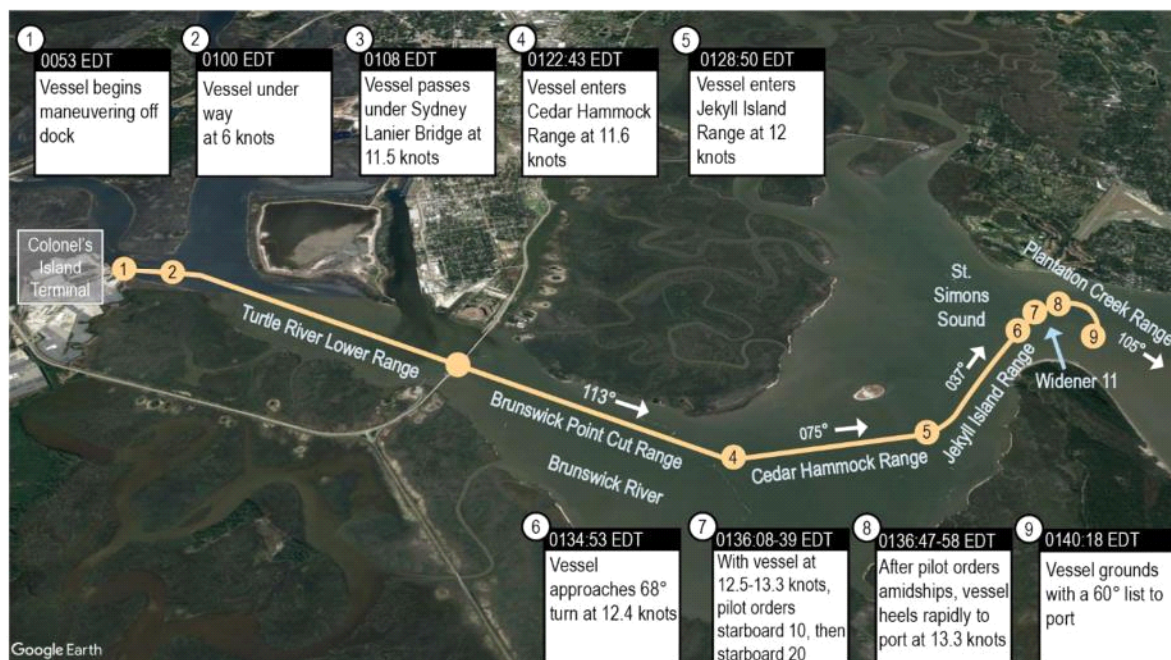 1
0053 EDT
Vessel begins
maneuvering off
dock
2
0100 EDT
Vessel under
way
at 6 knots
3
0108 EDT
Vessel passes
under Sydney
Lanier Bridge at
11.5 knots
4
0122:43 EDT
Vessel enters
Cedar Hammock
Range at 11.6
knots
5
0128:50 EDT
Vessel enters
Jekyll Island
Range at 12
knots
Colonel's
Island
Terminal
1
2
Turtle River Lower Range
113°
Brunswick Point Cut Range
Brunswick River
4
075°
Cedar Hammock Range
5
037°
Jekyll Island Range
St.
Simons
Sound
6
7
8
9
Plantation Creek Range
105°
Widener 11
6
0134:53 EDT
Vessel
approaches 68°
turn at 12.4 knots
7
0136:08-39 EDT
With vessel at
12.5-13.3 knots,
pilot orders
starboard 10, then
starboard 20
8
0136:47-58 EDT
After pilot orders
amidships, vessel
heels rapidly to
port at 13.3 knots
9
0140:18 EDT
Vessel grounds
with a 60° list to
port
Google Earth